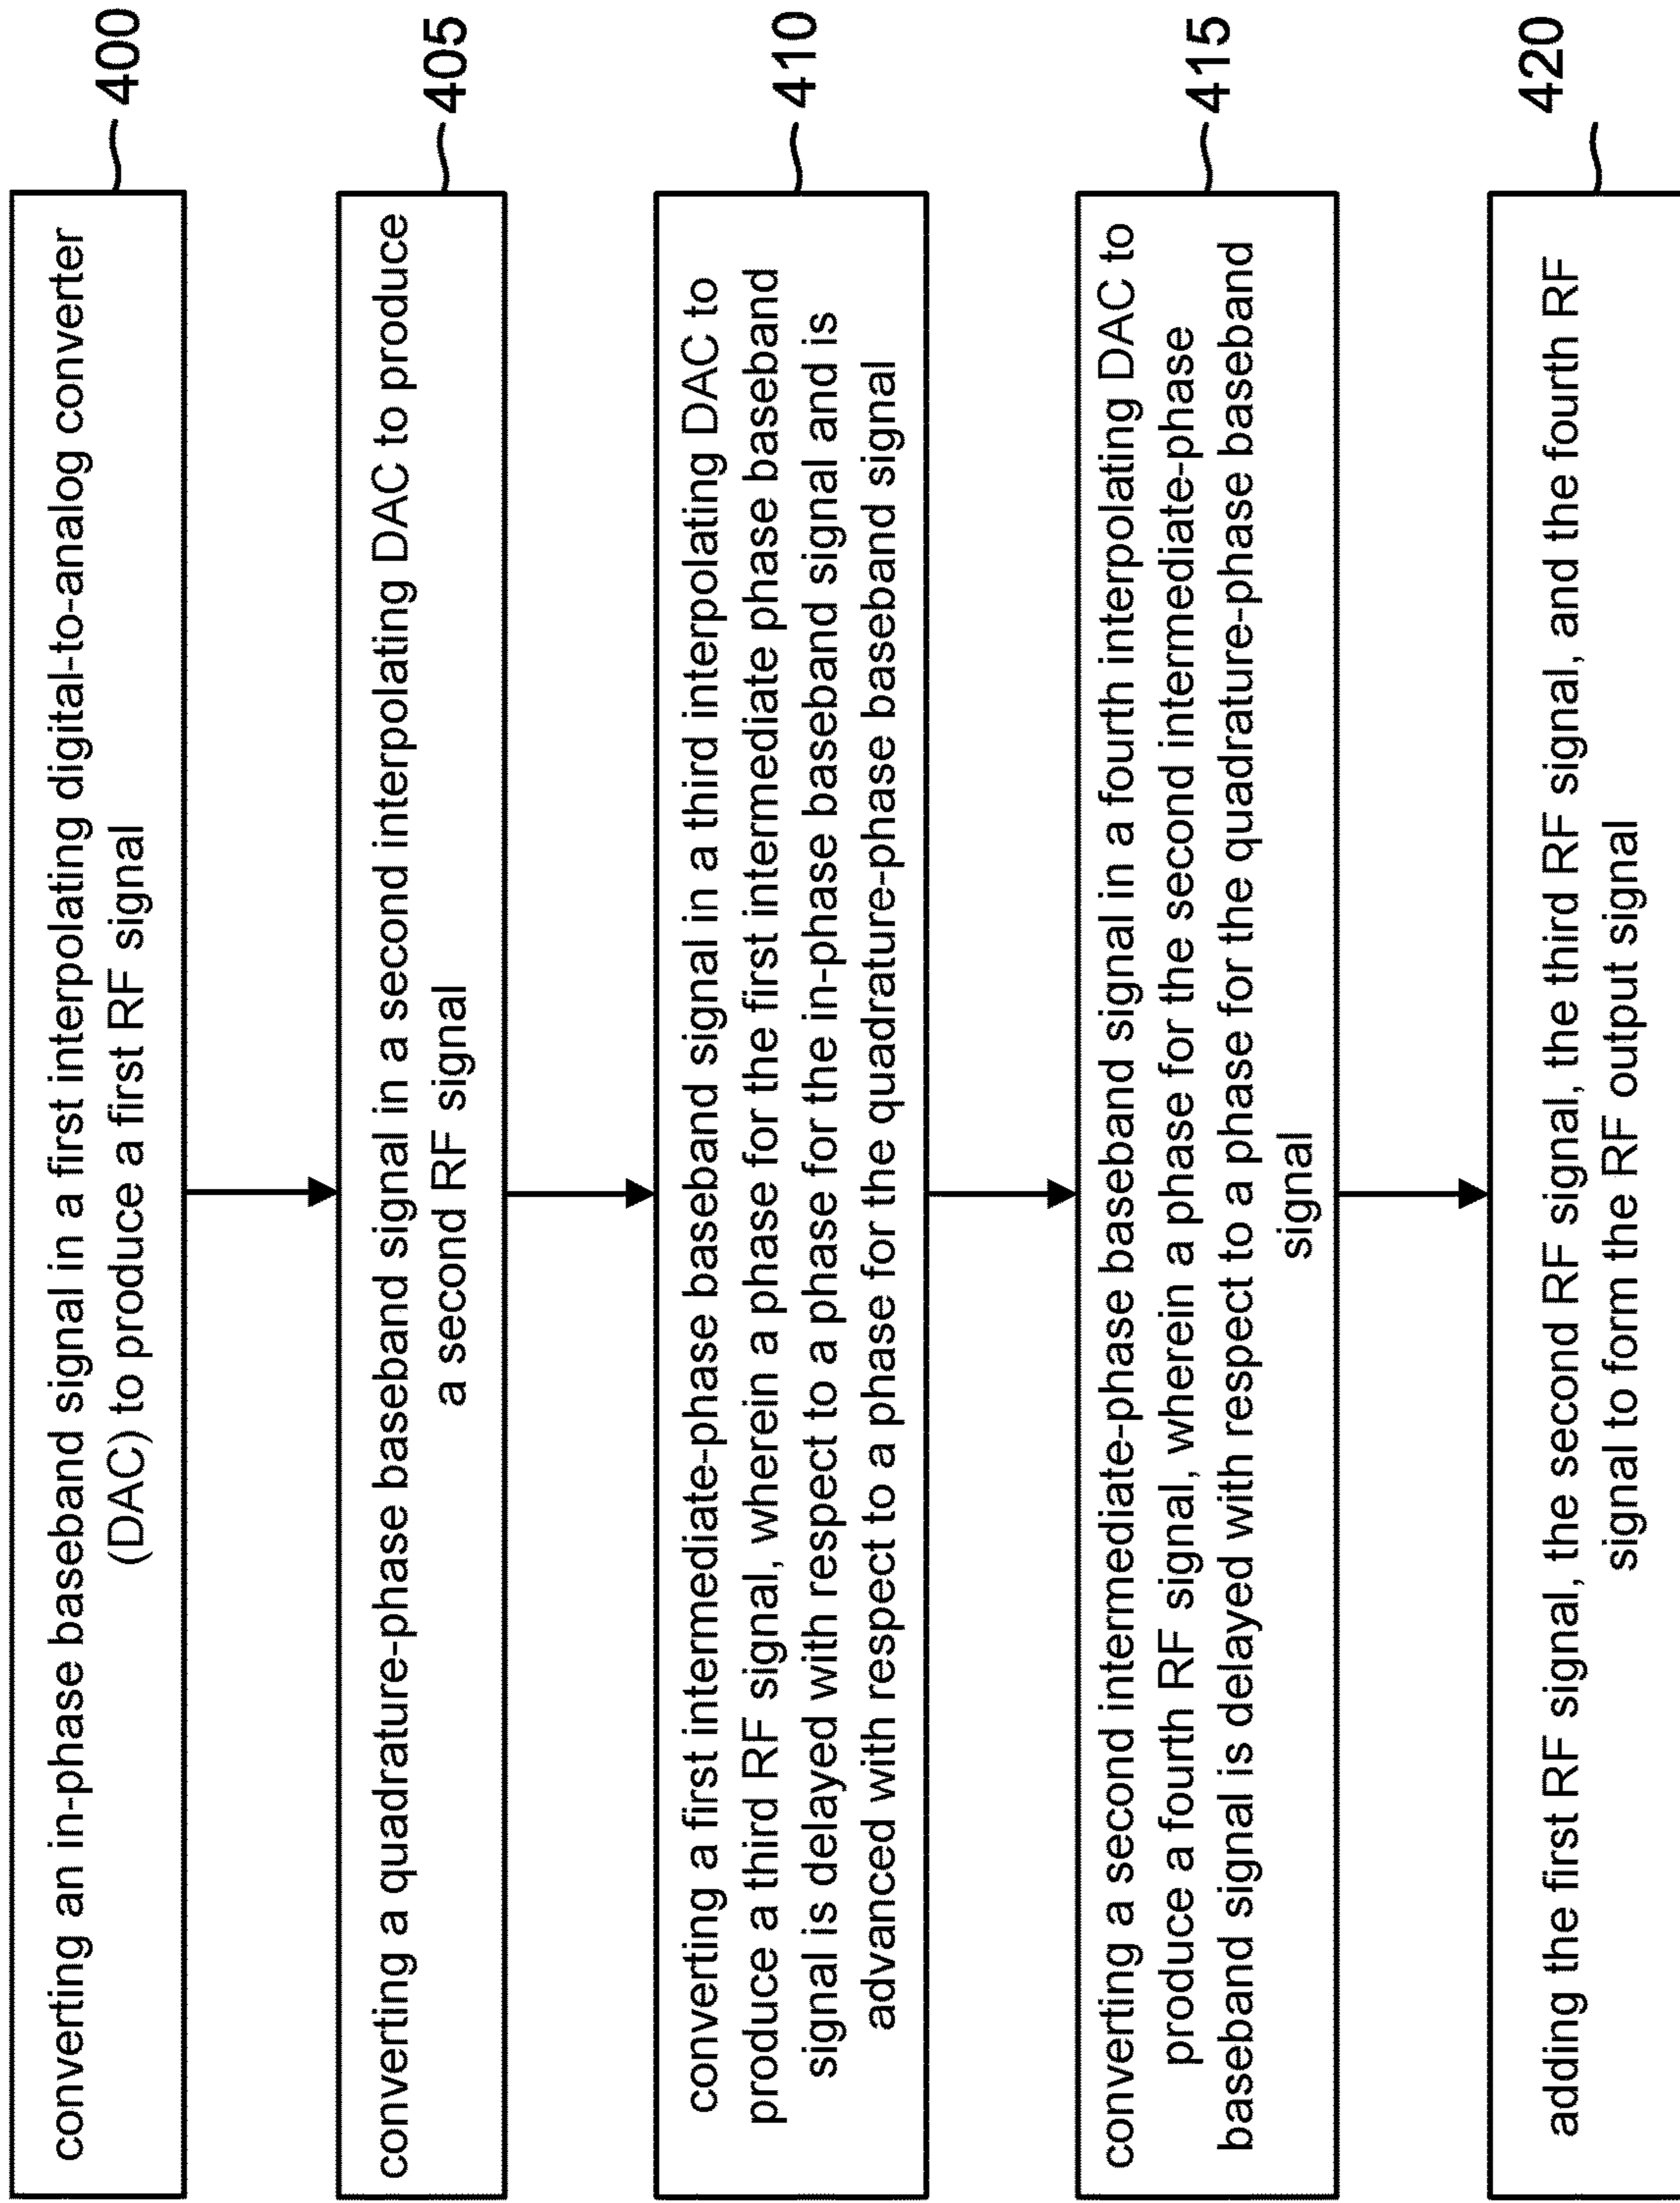 converting an in-phase baseband signal in a first interpolating digital-to-analog converter
(DAC) to produce a first RF signal
400
converting a quadrature-phase baseband signal in a second interpolating DAC to produce
a second RF signal
405
converting a first intermediate-phase baseband signal in a third interpolating DAC to
produce a third RF signal, wherein a phase for the first intermediate phase baseband
signal is delayed with respect to a phase for the in-phase baseband signal and is
advanced with respect to a phase for the quadrature-phase baseband signal
410
converting a second intermediate-phase baseband signal in a fourth interpolating DAC to
produce a fourth RF signal, wherein a phase for the second intermediate-phase
baseband signal is delayed with respect to a phase for the quadrature-phase baseband
signal
415
adding the first RF signal, the second RF signal, the third RF signal, and the fourth RF
signal to form the RF output signal
420